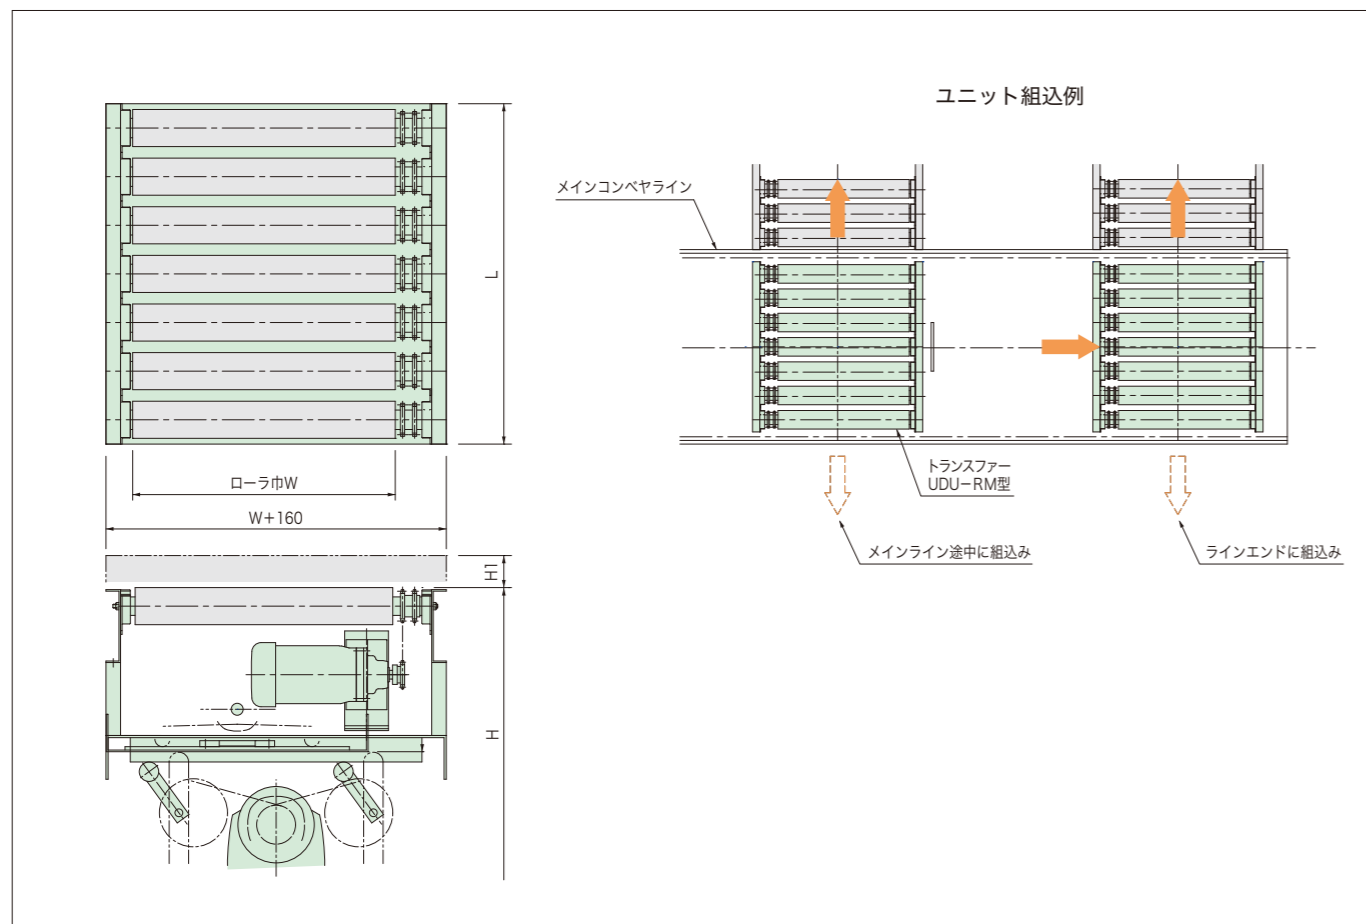 ユニット組込例
メインコンベヤライン
L
ローラ巾W
W+160
トランスファー
UDU−RM型
メインライン途中に組込み
ラインエンドに組込み
H1
H